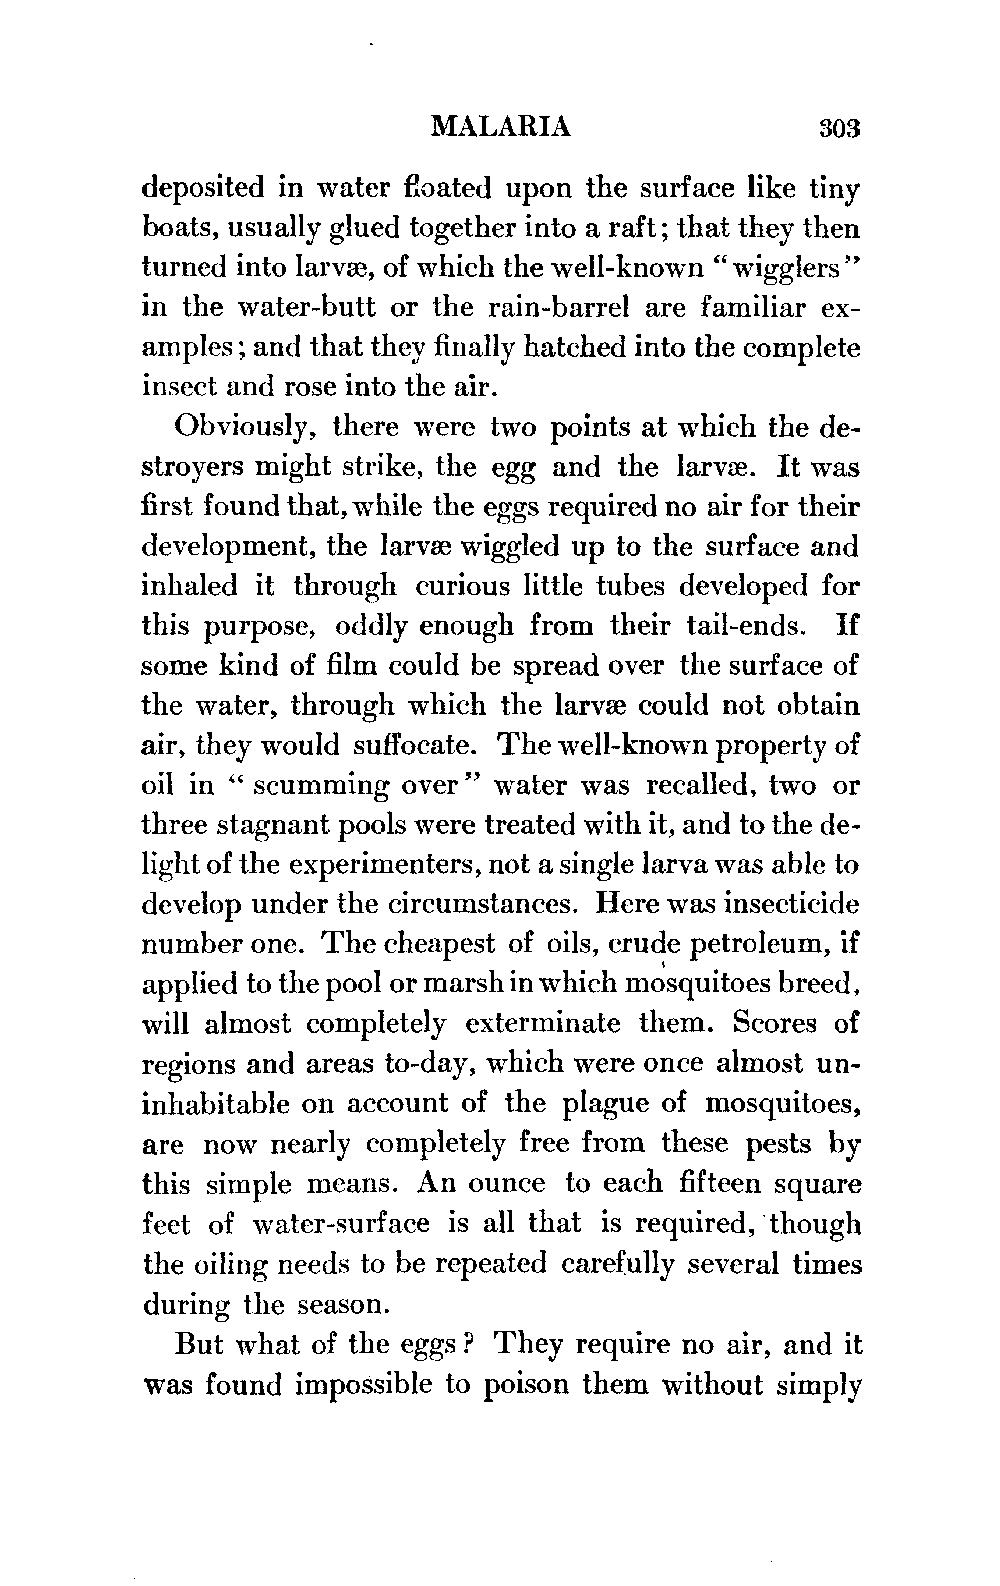 MALARIA 303
deposited in water floated upon the surface like tiny
boats, usually glued together into a raft; that they then
turned into larvæ, of which the well-known "wigglers"
in the water-butt or the rain-barrel are familiar ex-
amples; and that they finally hatched into the complete
insect and rose into the air.
Obviously, there were two points at which the de-
stroyers might strike, the egg and the larvæ. It was
first found that, while the eggs required no air for their
development, the larvæ wiggled up to the surface and
inhaled it through curious little tubes developed for
this purpose, oddly enough from their tail-ends. If
some kind of film could be spread over the surface of
the water, through which the larvæ could not obtain
air, they would suffocate. The well-known property of
oil in "scumming over" water was recalled, two or
three stagnant pools were treated with it, and to the de-
light of the experimenters, not a single larva was able to
develop under the circumstances. Here was insecticide
number one. The cheapest of oils, crude petroleum, if
applied to the pool or marsh in which mosquitoes breed,
will almost completely exterminate them. Scores of
regions and areas to-day, which were once almost un-
inhabitable on account of the plague of mosquitoes,
are now nearly completely free from these pests by
this simple means. An ounce to each fifteen square
feet of water-surface is all that is required, though
the oiling needs to be repeated carefully several times
during the season.
But what of the eggs? They require no air, and it
was found impossible to poison them without simply